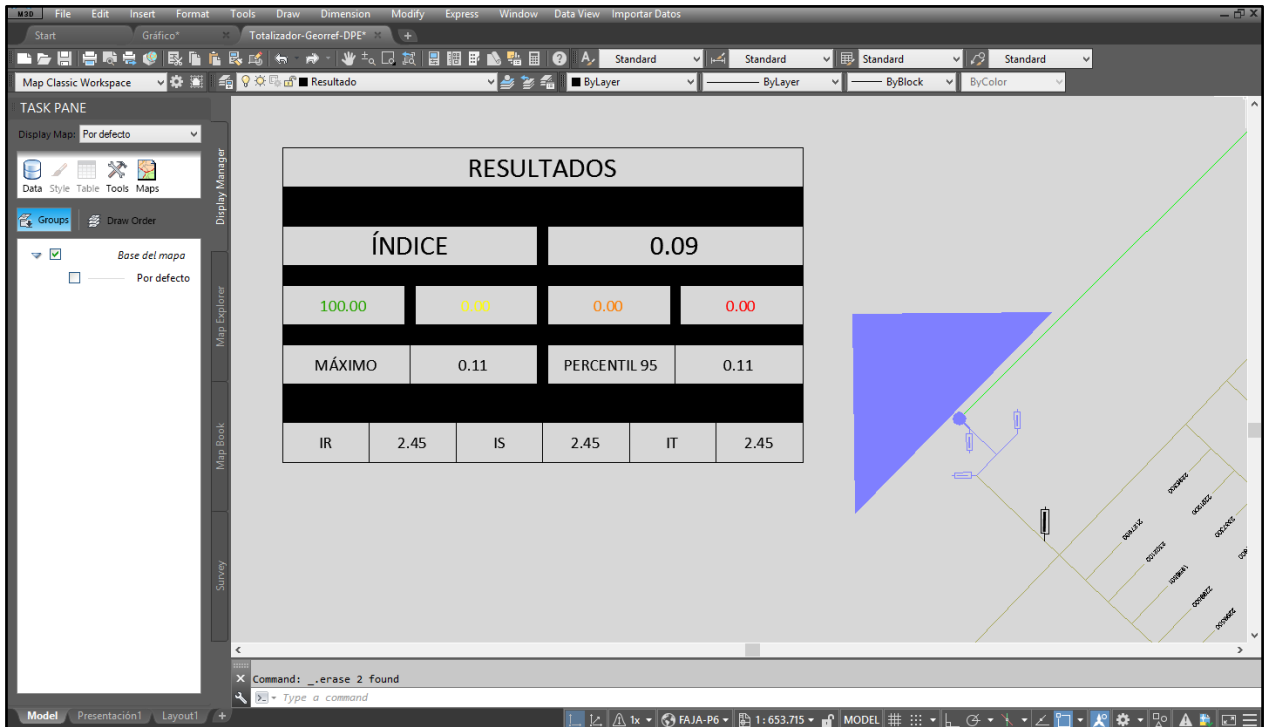 M3D File Edit Insert Format Tools Draw Dimension Modify Express Window Data View Importar Datos
Start Gráfico* Totalizador-Georref-DPE*
Standard Standard Standard Standard
Map Classic Workspace Resultado ByLayer ByLayer ByBlock ByColor
TASK PANE
Display Map: Por defecto
Data Style Table Tools Maps
Groups Draw Order
Base del mapa
Por defecto
Display Manager
Map Explorer
Map Book
Survey
RESULTADOS
ÍNDICE 0.09
100.00 0.00 0.00 0.00
MÁXIMO 0.11 PERCENTIL 95 0.11
IR 2.45 IS 2.45 IT 2.45
Command: _.erase 2 found
Type a command
Model Presentación1 Layout1
1x FAJA-P6 1:653.715 MODEL